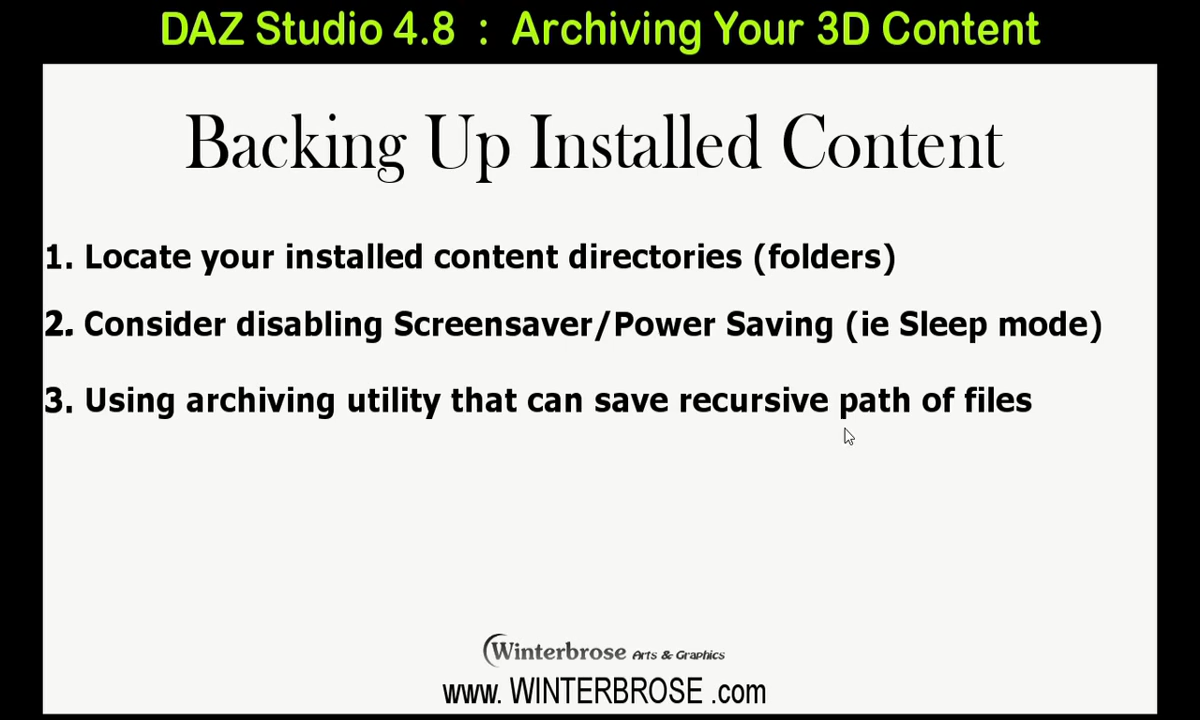 DAZ Studio 4.8 : Archiving Your 3D Content
Backing Up Installed Content
1. Locate your installed content directories (folders)
2. Consider disabling Screensaver/Power Saving (ie Sleep mode)
3. Using archiving utility that can save recursive path of files
Winterbrose Arts & Graphics
www. WINTERBROSE .com